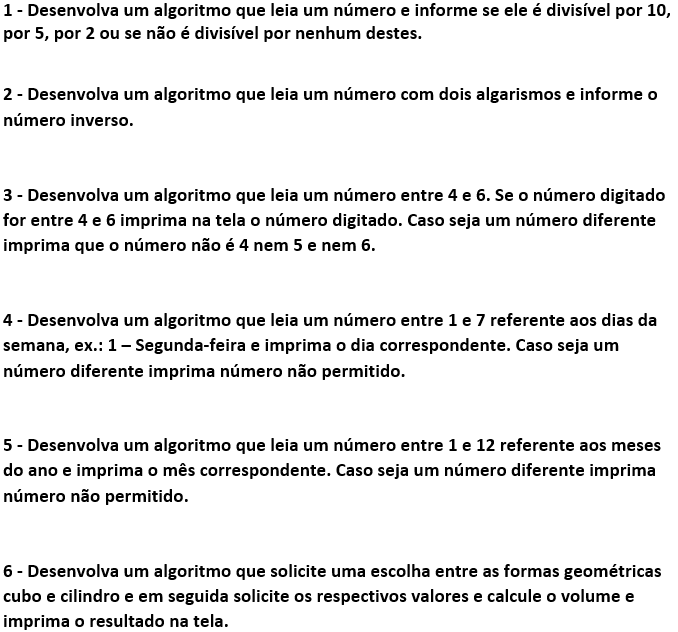 1 - Desenvolva um algoritmo que leia um número e informe se ele é divisível por 10,
por 5, por 2 ou se não é divisível por nenhum destes.
2 - Desenvolva um algoritmo que leia um número com dois algarismos e informe o
número inverso.
3 - Desenvolva um algoritmo que leia um número entre 4 e 6. Se o número digitado
for entre 4 e 6 imprima na tela o número digitado. Caso seja um número diferente
imprima que o número não é 4 nem 5 e nem 6.
4 - Desenvolva um algoritmo que leia um número entre 1 e 7 referente aos dias da
semana, ex.: 1 – Segunda-feira e imprima o dia correspondente. Caso seja um
número diferente imprima número não permitido.
5 - Desenvolva um algoritmo que leia um número entre 1 e 12 referente aos meses
do ano e imprima o mês correspondente. Caso seja um número diferente imprima
número não permitido.
6 - Desenvolva um algoritmo que solicite uma escolha entre as formas geométricas
cubo e cilindro e em seguida solicite os respectivos valores e calcule o volume e
imprima o resultado na tela.